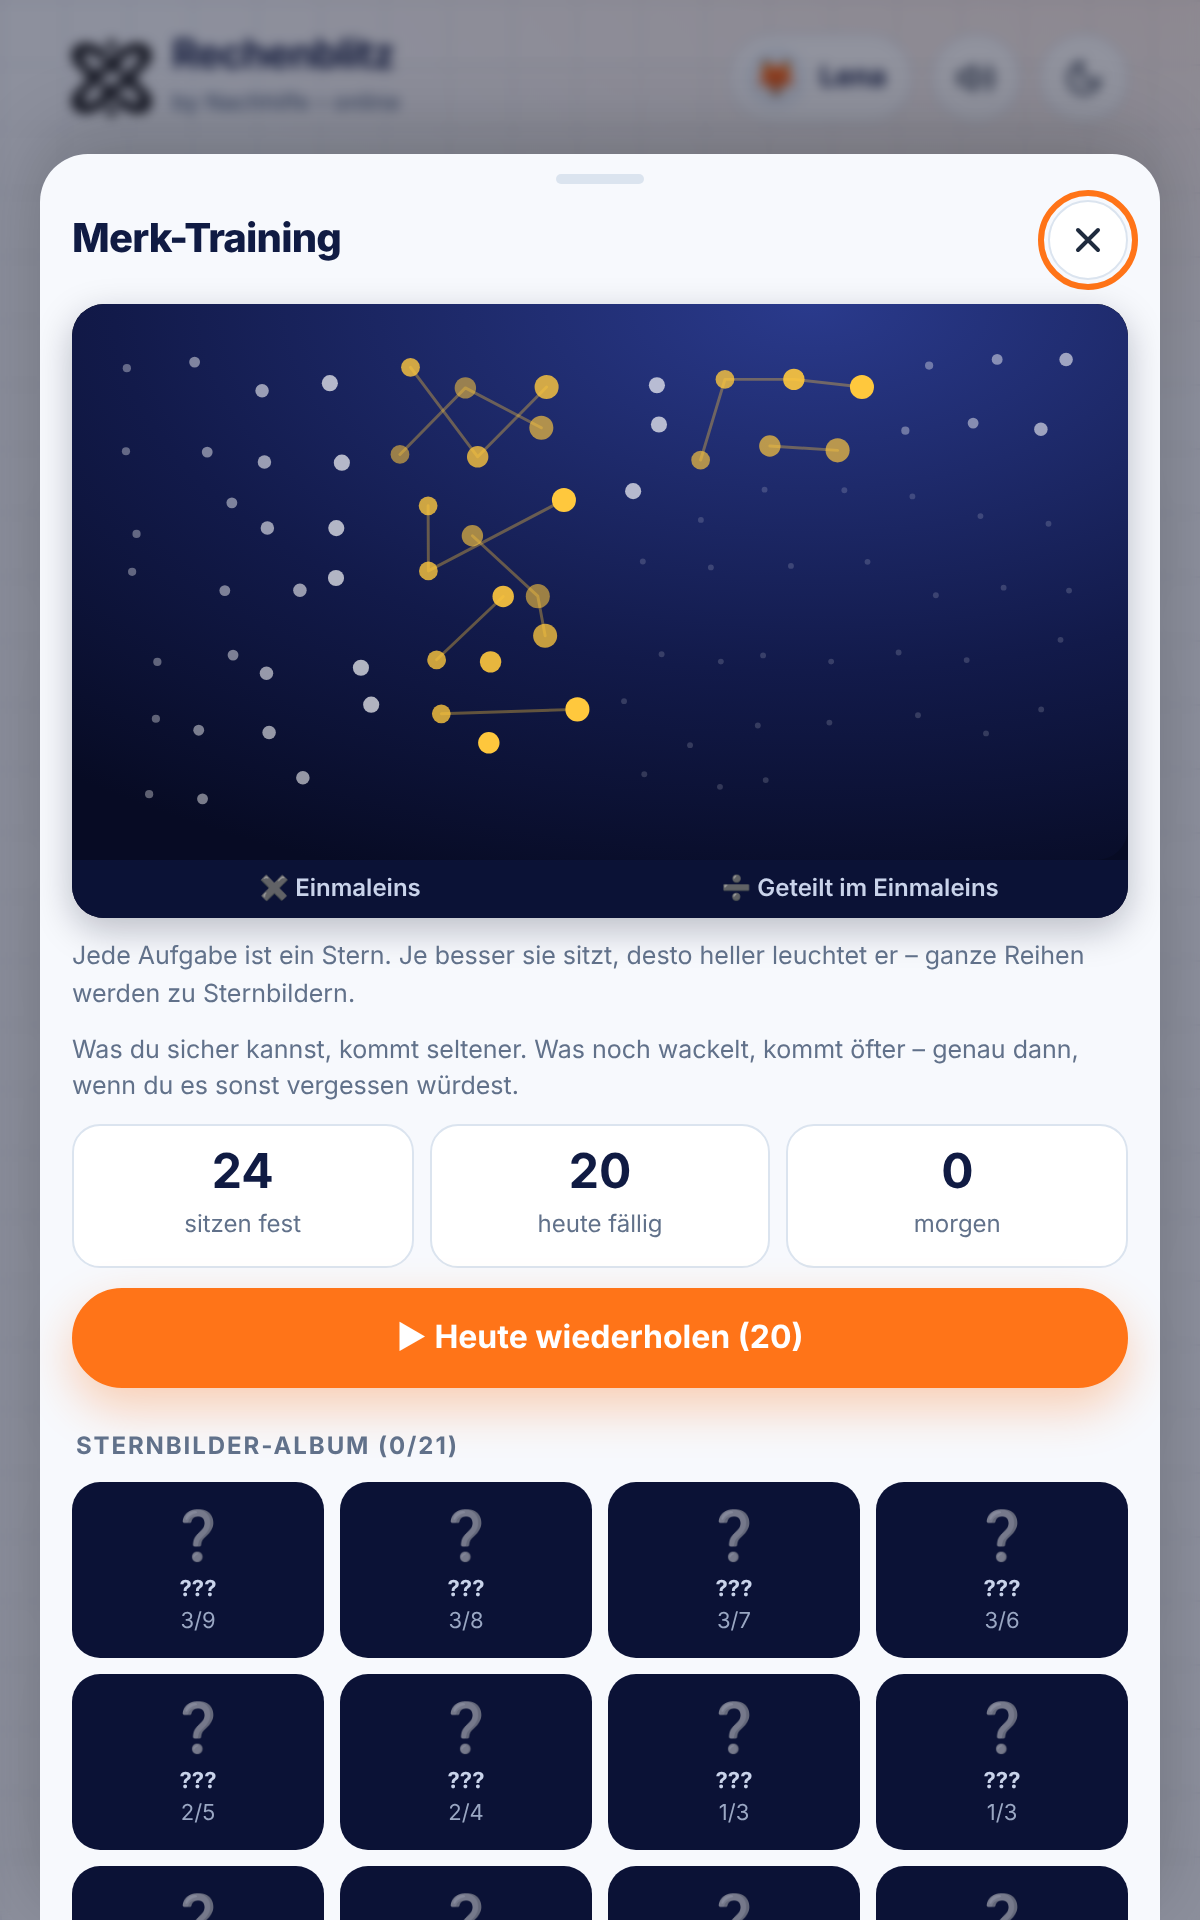 Rechenblitz
Lena
Merk-Training
Einmaleins
Geteilt im Einmaleins
Jede Aufgabe ist ein Stern. Je besser sie sitzt, desto heller leuchtet er – ganze Reihen
werden zu Sternbildern.
Was du sicher kannst, kommt seltener. Was noch wackelt, kommt öfter – genau dann,
wenn du es sonst vergessen würdest.
24
sitzen fest
20
heute fällig
0
morgen
Heute wiederholen (20)
STERNBILDER-ALBUM (0/21)
? ? ? ?
??? ??? ??? ???
3/9 3/8 3/7 3/6
? ? ? ?
??? ??? ??? ???
2/5 2/4 1/3 1/3
? ? ? ?